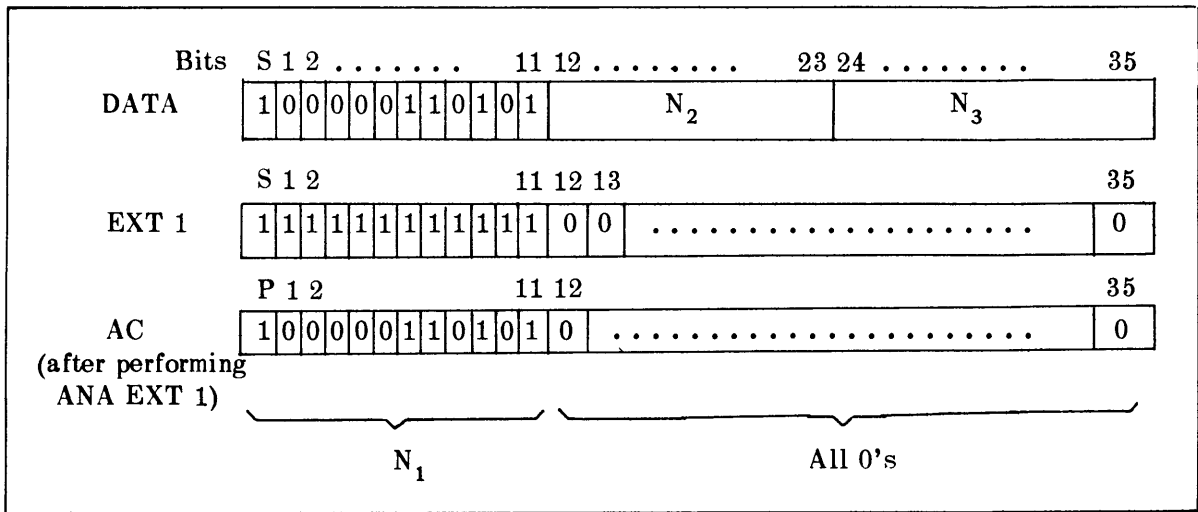 Bits S 1 2 . . . . . . . 11 12 . . . . . . . . 23 24 . . . . . . . . 35
DATA 1 0 0 0 0 0 1 1 0 1 0 1 N₂ N₃
S 1 2 11 12 13 35
EXT 1 1 1 1 1 1 1 1 1 1 1 1 1 0 0 . . . . . . . . . . . . . . . . . . . . . 0
P 1 2 11 12 35
AC 1 0 0 0 0 0 1 1 0 1 0 1 0 . . . . . . . . . . . . . . . . . . . . . . . 0
(after performing
ANA EXT 1)
N₁ All 0's